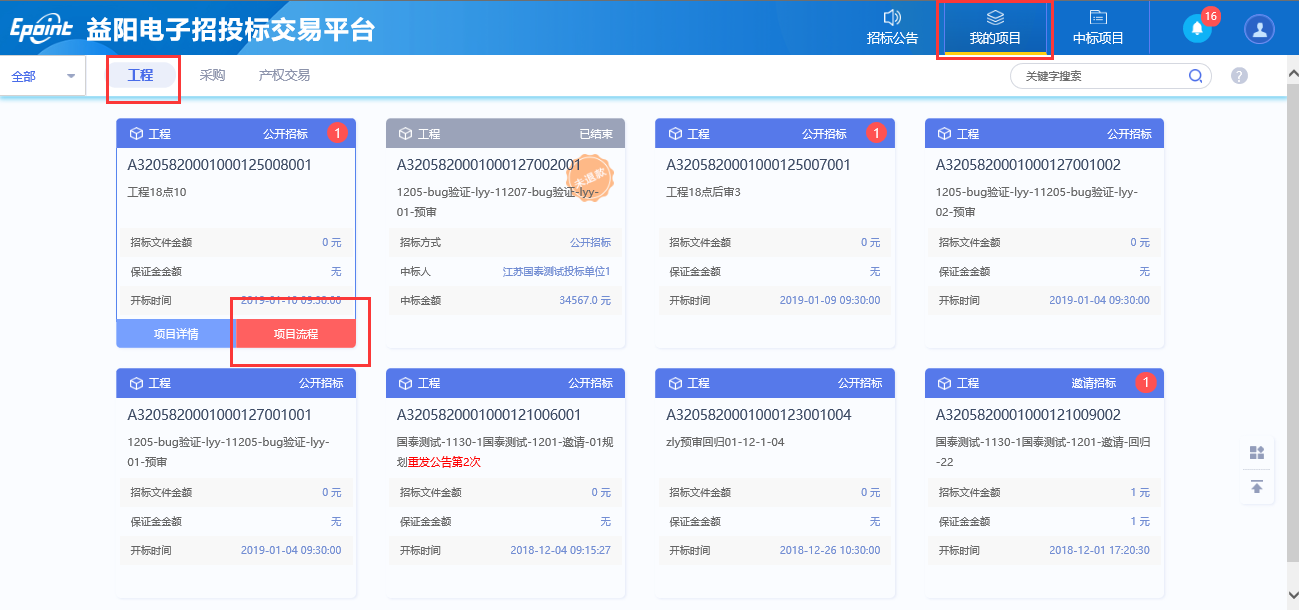 Epoint 益阳电子招投标交易平台
招标公告
我的项目
中标项目
16
全部
工程
采购
产权交易
关键字搜索
?
工程 公开招标 1
A3205820001000125008001
工程18点10
招标文件金额 0 元
保证金金额 无
开标时间 2019-01-10 09:30:00
项目详情 项目流程
工程 已结束
A3205820001000127002001
未退款
1205-bug验证-lyy-11207-bug验证-lyy-
01-预审
招标方式 公开招标
中标人 江苏国泰测试投标单位1
中标金额 34567.0 元
工程 公开招标 1
A3205820001000125007001
工程18点后审3
招标文件金额 0 元
保证金金额 无
开标时间 2019-01-09 09:30:00
工程 公开招标
A3205820001000127001002
1205-bug验证-lyy-11205-bug验证-lyy-
02-预审
招标文件金额 0 元
保证金金额 无
开标时间 2019-01-04 09:30:00
工程 公开招标
A3205820001000127001001
1205-bug验证-lyy-11205-bug验证-lyy-
01-预审
招标文件金额 0 元
保证金金额 无
开标时间 2019-01-04 09:30:00
工程 公开招标
A3205820001000121006001
国泰测试-1130-1国泰测试-1201-邀请-01规
划重发公告第2次
招标文件金额 0 元
保证金金额 无
开标时间 2018-12-04 09:15:27
工程 公开招标
A3205820001000123001004
zly预审回归01-12-1-04
招标文件金额 0 元
保证金金额 无
开标时间 2018-12-26 10:30:00
工程 邀请招标 1
A3205820001000121009002
国泰测试-1130-1国泰测试-1201-邀请-回归
-22
招标文件金额 1 元
保证金金额 1 元
开标时间 2018-12-01 17:20:30